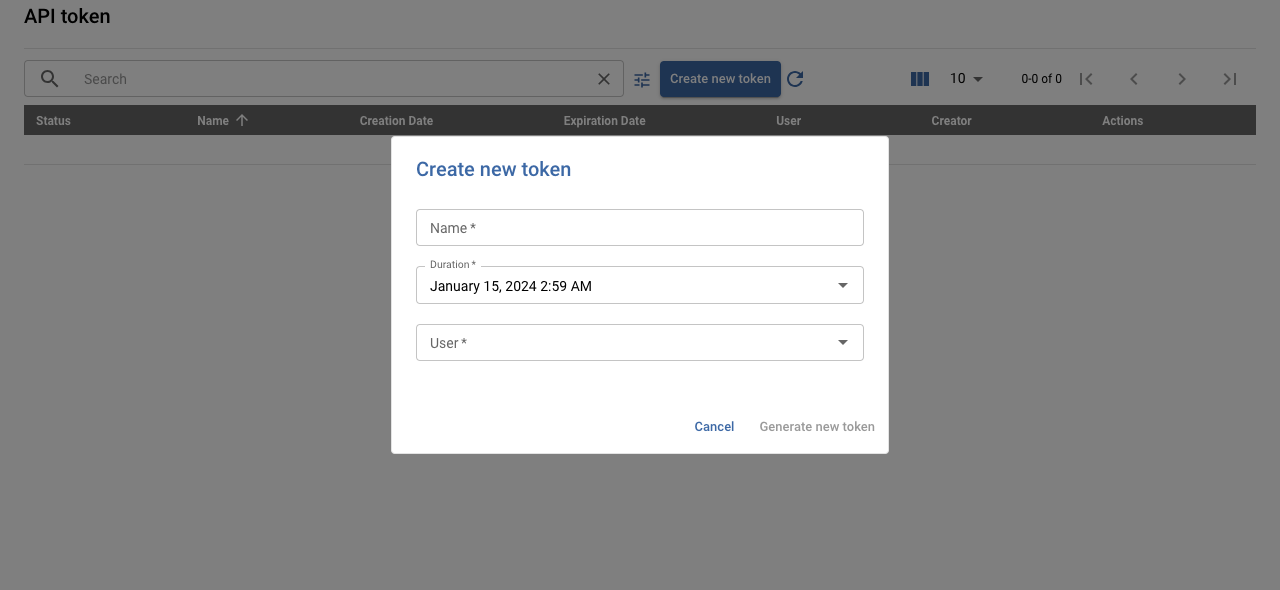 API token
Search
Create new token
10
0-0 of 0
Status Name Creation Date Expiration Date User Creator Actions
Create new token
Name *
Duration *
January 15, 2024 2:59 AM
User *
Cancel Generate new token